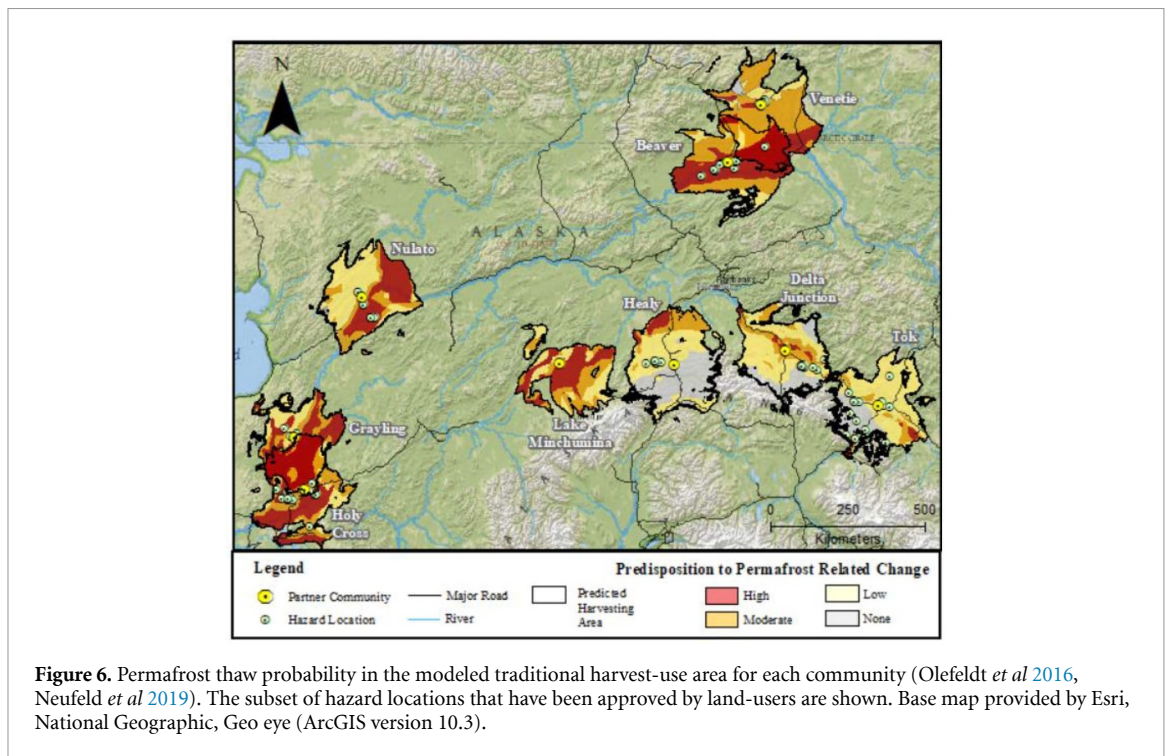 N
Venetie
ARCTIC CIRCLE
Beaver
ALASKA
Nulato
Delta
Junction
Healy
Tok
Lake
Minchumina
Grayling
Holy
Cross
0 250 500
Kilometers
Legend
Partner Community
Hazard Location
Major Road
River
Predicted
Harvesting
Area
Predisposition to Permafrost Related Change
High
Moderate
Low
None
Figure 6. Permafrost thaw probability in the modeled traditional harvest-use area for each community (Olefeldt et al 2016,
Neufeld et al 2019). The subset of hazard locations that have been approved by land-users are shown. Base map provided by Esri,
National Geographic, Geo eye (ArcGIS version 10.3).